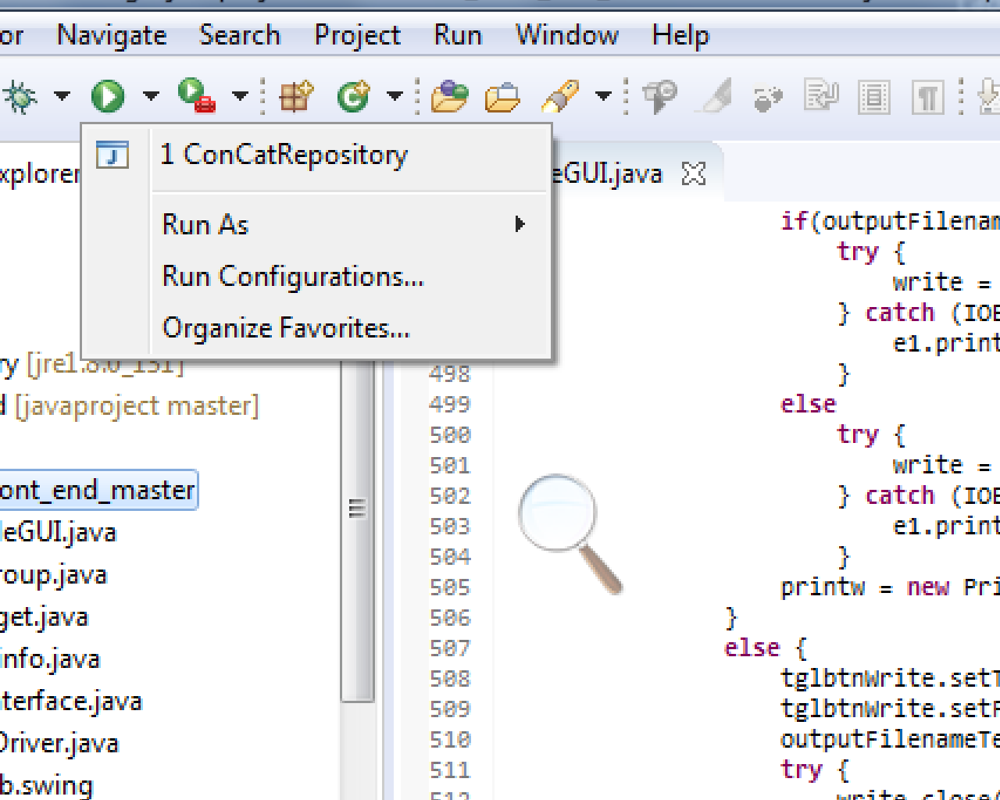 or Navigate Search Project Run Window Help
1 ConCatRepository
Run As
Run Configurations...
Organize Favorites...
xplorer
eGUI.java
ry [jre1.8.0_151]
d [javaproject master]
ont_end_master
leGUI.java
roup.java
get.java
info.java
terface.java
Driver.java
b.swing
if(outputFilenam
try {
write =
} catch (IOE
e1.print
498 }
499 else
500 try {
501 write =
502 } catch (IOE
503 e1.print
504 }
505 printw = new Pri
506 }
507 else {
508 tglbtnWrite.setT
509 tglbtnWrite.setF
510 outputFilenameTe
511 try {
512 write.close(